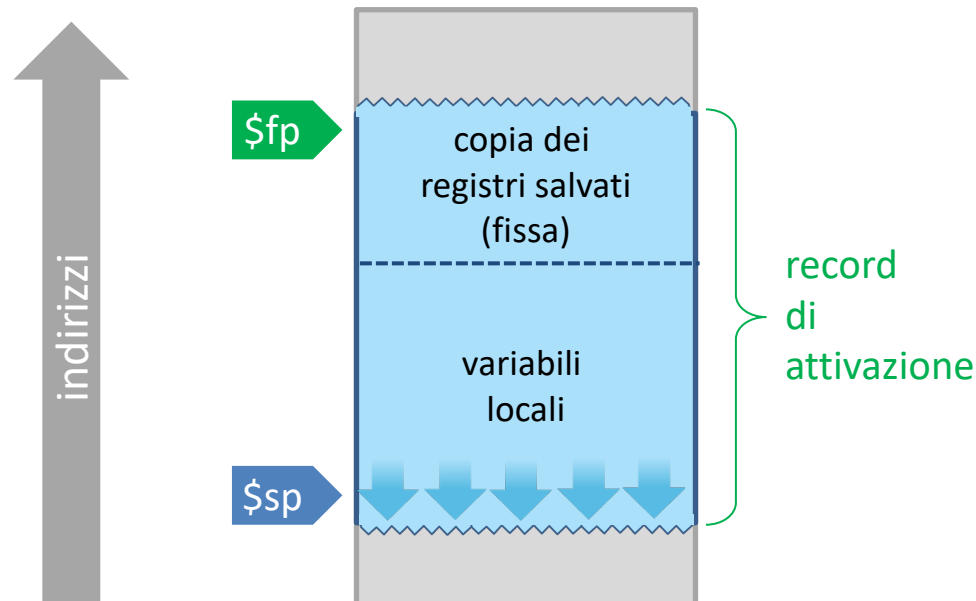 $fp
copia dei
registri salvati
(fissa)
indirizzi
record
di
attivazione
variabili
locali
$sp